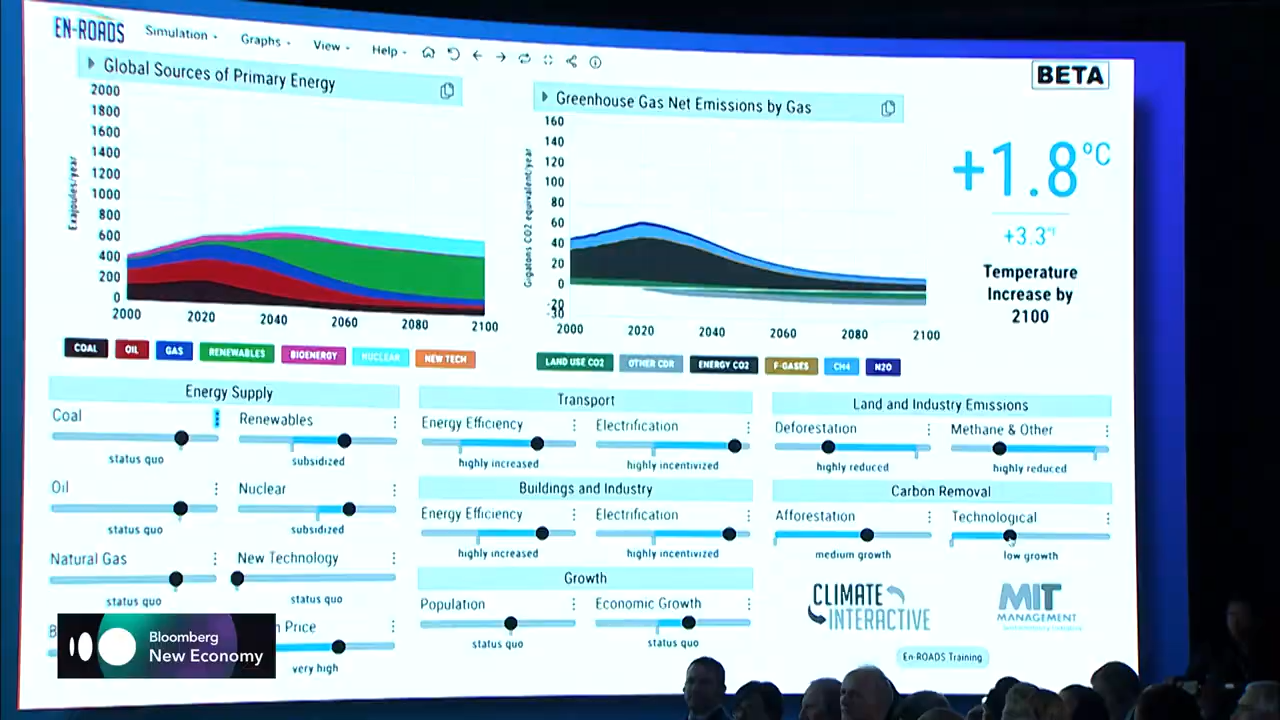 EN-ROADS
Simulation
Graphs
View
Help
BETA
Global Sources of Primary Energy
Exajoules/year
2000
1800
1600
1400
1200
1000
800
600
400
200
0
2000 2020 2040 2060 2080 2100
COAL OIL GAS RENEWABLES BIOENERGY NUCLEAR NEW TECH
Greenhouse Gas Net Emissions by Gas
Gigatons CO2 equivalent/year
160
140
120
100
80
60
40
20
0
-20
-30
2000 2020 2040 2060 2080 2100
LAND USE CO2 OTHER CDR ENERGY CO2 F-GASES CH4 N2O
+1.8°C
+3.3°F
Temperature
Increase by
2100
Energy Supply
Coal
status quo
Renewables
subsidized
Oil
status quo
Nuclear
subsidized
Natural Gas
status quo
New Technology
status quo
B
n Price
very high
Transport
Energy Efficiency
highly increased
Electrification
highly incentivized
Buildings and Industry
Energy Efficiency
highly increased
Electrification
highly incentivized
Growth
Population
status quo
Economic Growth
status quo
Land and Industry Emissions
Deforestation
highly reduced
Methane & Other
highly reduced
Carbon Removal
Afforestation
medium growth
Technological
low growth
CLIMATE
INTERACTIVE
MIT
MANAGEMENT
En-ROADS Training
Bloomberg
New Economy